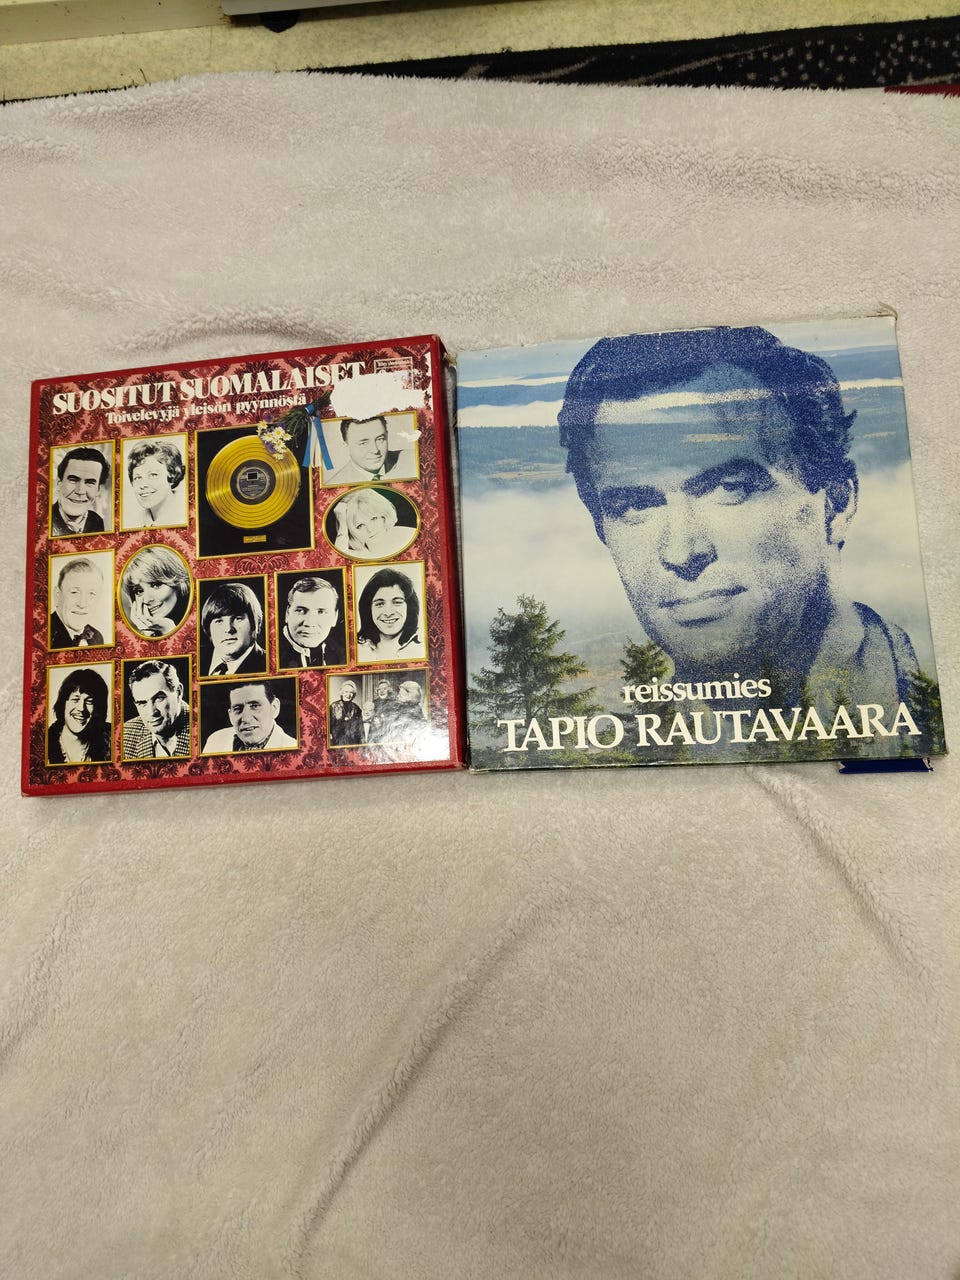 SUOSITUT SUOMALAISET
Toivelevyjä yleisön pyynnöstä
reissumies
TAPIO RAUTAVAARA